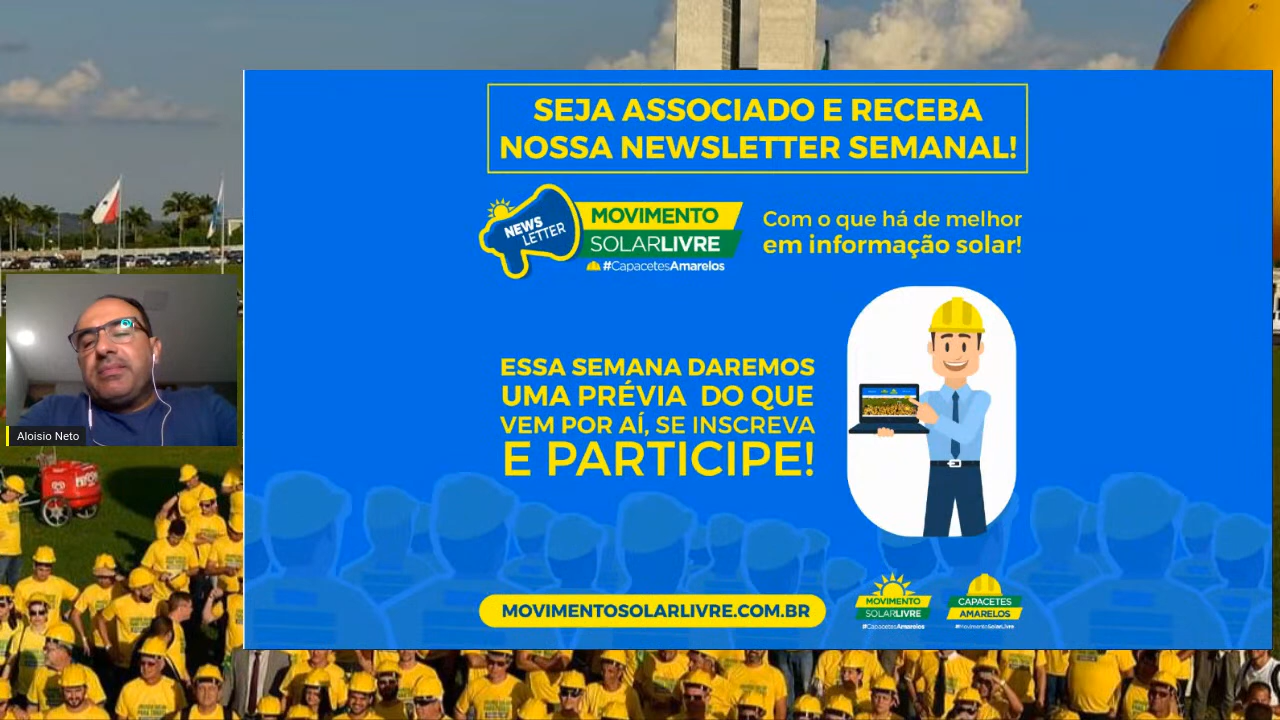 SEJA ASSOCIADO E RECEBA
NOSSA NEWSLETTER SEMANAL!
NEWS
LETTER
MOVIMENTO
SOLARLIVRE
#CapacetesAmarelos
Com o que há de melhor
em informação solar!
Aloisio Neto
ESSA SEMANA DAREMOS
UMA PRÉVIA DO QUE
VEM POR AÍ, SE INSCREVA
E PARTICIPE!
MOVIMENTOSOLARLIVRE.COM.BR
MOVIMENTO
SOLARLIVRE
#CapacetesAmarelos
CAPACETES
AMARELOS
#MovimentoSolarLivre